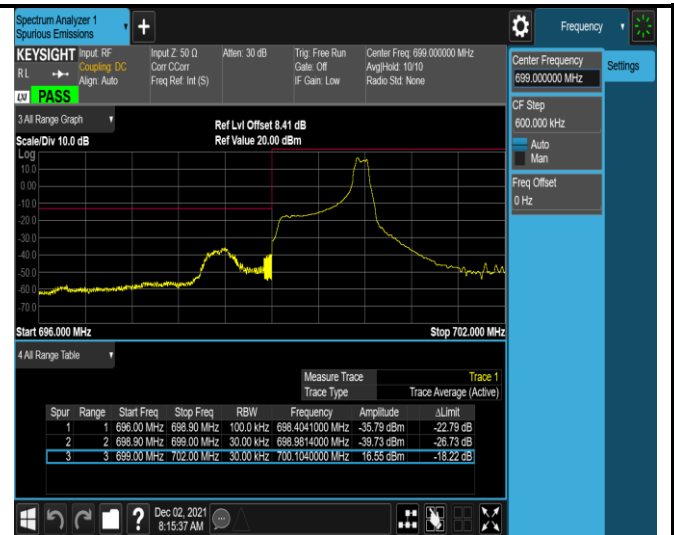 Spectrum Analyzer 1
Spurious Emissions
Frequency
KEYSIGHT
R L
LXI PASS
Input: RF
Coupling: DC
Align: Auto
Input Z: 50 Ω
Corr CCorr
Freq Ref: Int (S)
Atten: 30 dB
Trig: Free Run
Gate: Off
IF Gain: Low
Center Freq: 699.000000 MHz
Avg|Hold: 10/10
Radio Std: None
Center Frequency
699.000000 MHz
Settings
CF Step
600.000 kHz
Auto
Man
Freq Offset
0 Hz
3 All Range Graph
Scale/Div 10.0 dB
Ref Lvl Offset 8.41 dB
Ref Value 20.00 dBm
Log
10.0
0.00
-10.0
-20.0
-30.0
-40.0
-50.0
-60.0
-70.0
Start 696.000 MHz
Stop 702.000 MHz
4 All Range Table
Measure Trace Trace 1
Trace Type Trace Average (Active)
Spur Range Start Freq Stop Freq RBW Frequency Amplitude ΔLimit
1 1 696.00 MHz 698.90 MHz 100.0 kHz 698.4041000 MHz -35.79 dBm -22.79 dB
2 2 698.90 MHz 699.00 MHz 30.00 kHz 698.9814000 MHz -39.73 dBm -26.73 dB
3 3 699.00 MHz 702.00 MHz 30.00 kHz 700.1040000 MHz 16.55 dBm -18.22 dB
?
Dec 02, 2021
8:15:37 AM